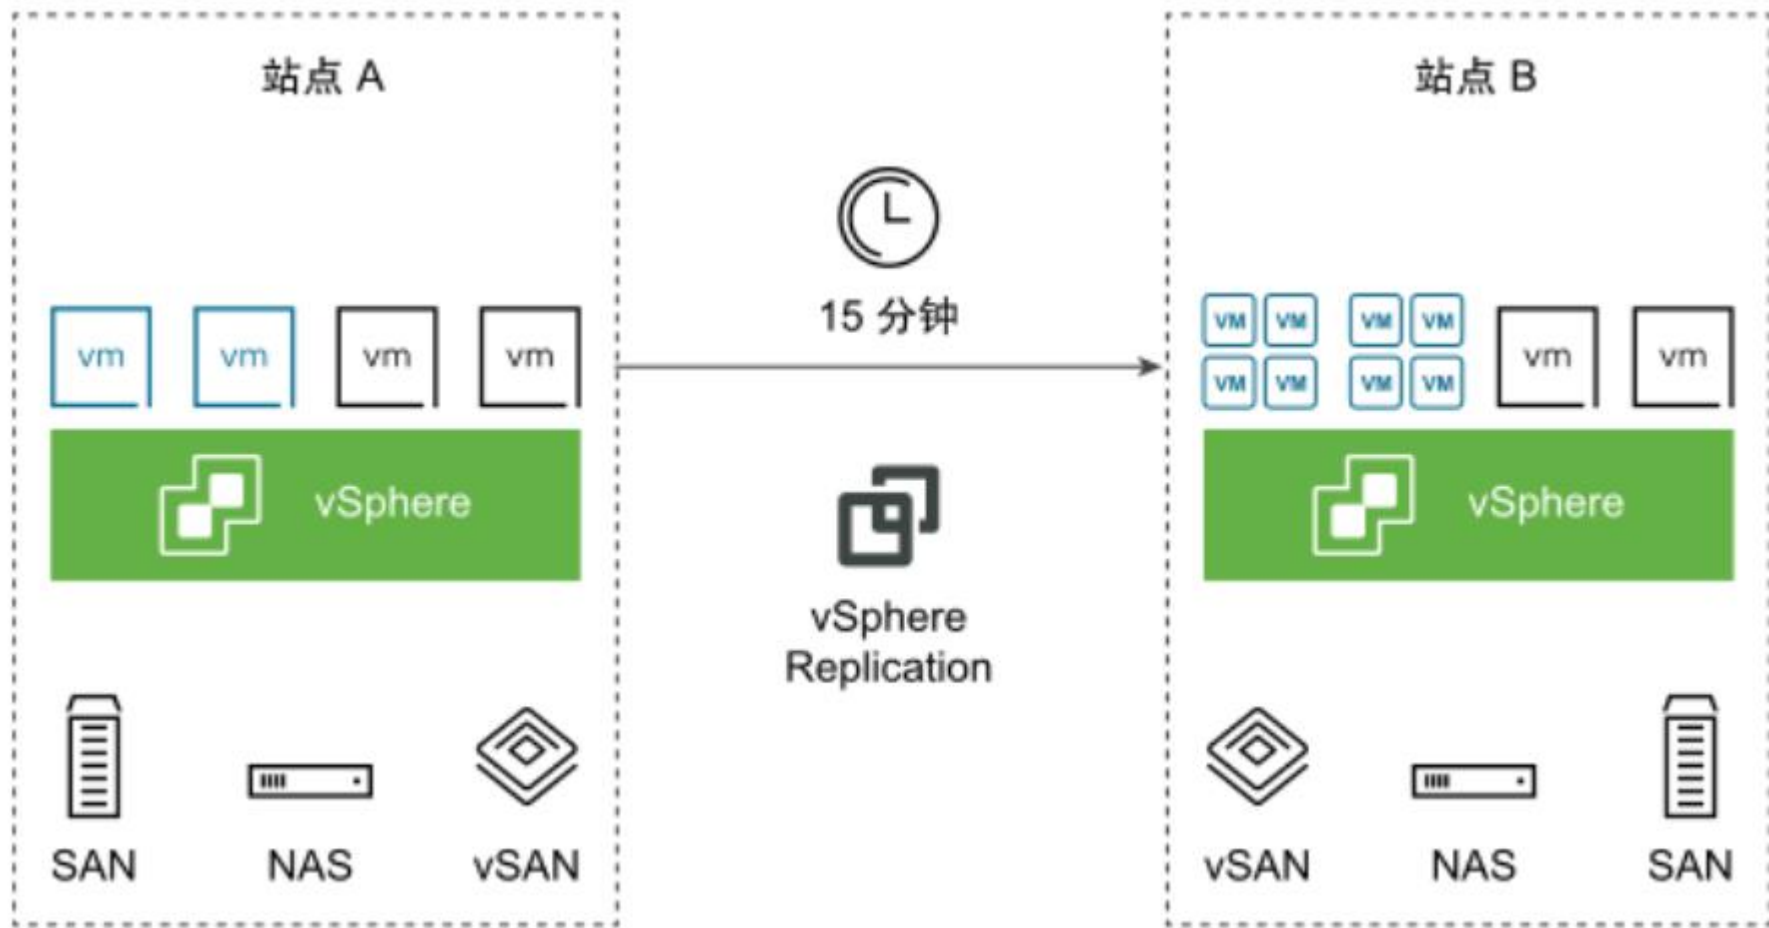 站点 A
vm vm vm vm
vSphere
SAN NAS vSAN
15 分钟
vSphere
Replication
站点 B
VM VM VM VM vm vm
VM VM VM VM
vSphere
vSAN NAS SAN